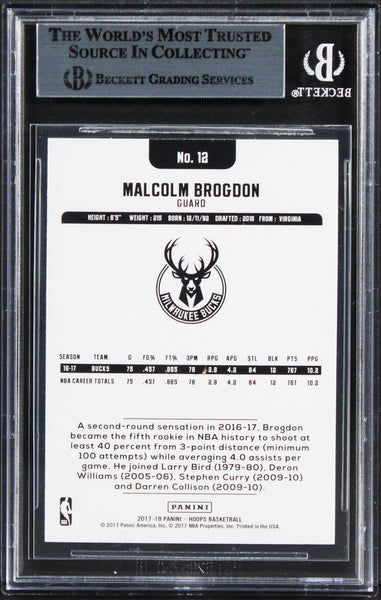 THE WORLD'S MOST TRUSTED
SOURCE IN COLLECTING™
BECKETT GRADING SERVICES
BECKETT
No. 12
MALCOLM BROGDON
GUARD
HEIGHT: 6'5" WEIGHT: 215 BORN: 12/11/92 DRAFTED: 2016 FROM: VIRGINIA
MILWAUKEE BUCKS
SEASON TEAM G FG% FT% 3PM RPG APG STL BLK PTS PPG
16-17 BUCKS 75 .457 .865 78 2.8 4.2 84 12 767 10.2
NBA CAREER TOTALS 75 .457 .865 78 2.8 4.2 84 12 767 10.2
A second-round sensation in 2016-17, Brogdon
became the fifth rookie in NBA history to shoot at
least 40 percent from 3-point distance (minimum
100 attempts) while averaging 4.0 assists per
game. He joined Larry Bird (1979-80), Deron
Williams (2005-06), Stephen Curry (2009-10)
and Darren Collison (2009-10).
PANINI
2017-18 PANINI - HOOPS BASKETBALL
© 2017 Panini America, Inc. © 2017 NBA Properties, Inc. Printed in the USA.